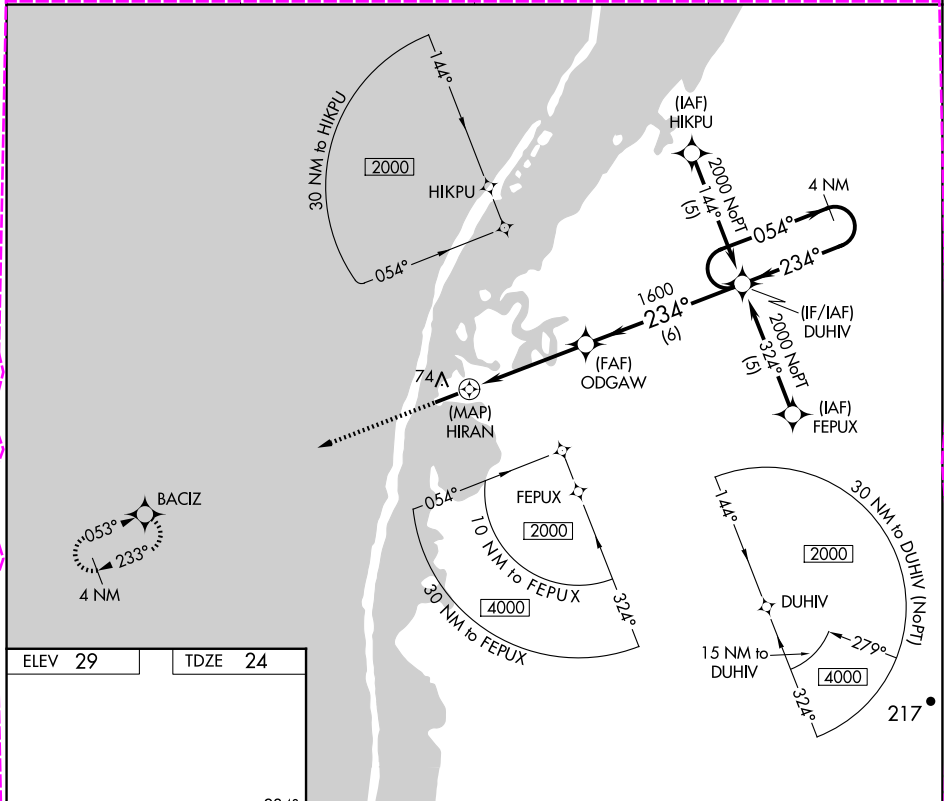 144°
30 NM to HIKPU
2000
HIKPU
054°
(IAF)
HIKPU
2000 NoPT
144°
(5)
4 NM
054°
234°
1600
234°
(6)
(IF/IAF)
DUHIV
2000 NoPT
324°
(5)
(FAF)
ODGAW
74
(MAP)
HIRAN
(IAF)
FEPUX
BACIZ
053°
233°
4 NM
054°
FEPUX
2000
10 NM to FEPUX
4000
30 NM to FEPUX
324°
144°
30 NM to DUHIV (NoPT)
2000
DUHIV
15 NM to
DUHIV
279°
4000
324°
217
ELEV 29
TDZE 24